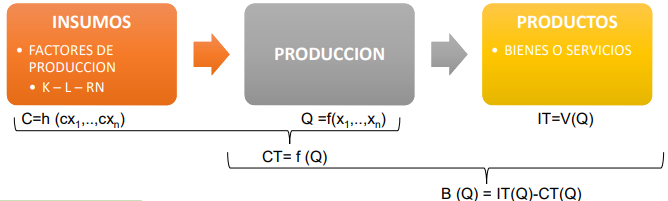 INSUMOS
• FACTORES DE
PRODUCCION
• K – L – RN
PRODUCCION
PRODUCTOS
• BIENES O SERVICIOS
C=h (cx₁,..,cxₙ)
Q =f(x₁,..,xₙ)
IT=V(Q)
CT= f (Q)
B (Q) = IT(Q)-CT(Q)